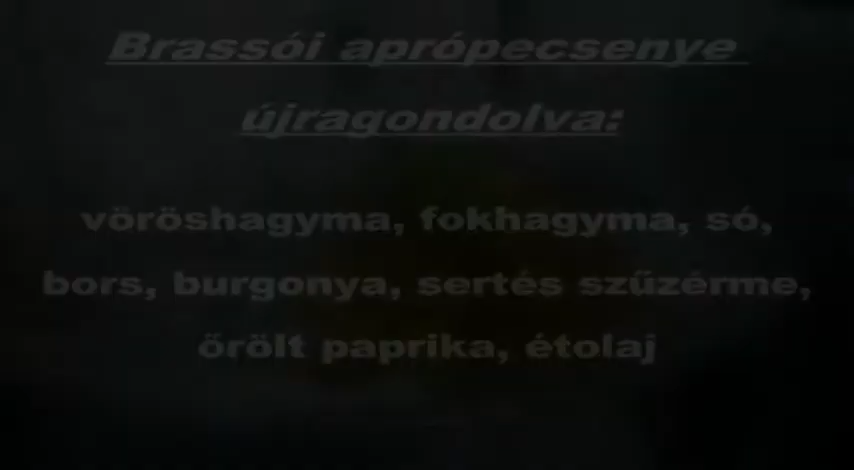 Brassói aprópecsenye
újragondolva:
vöröshagyma, fokhagyma, só,
bors, burgonya, sertés szűzérme,
őrölt paprika, étolaj